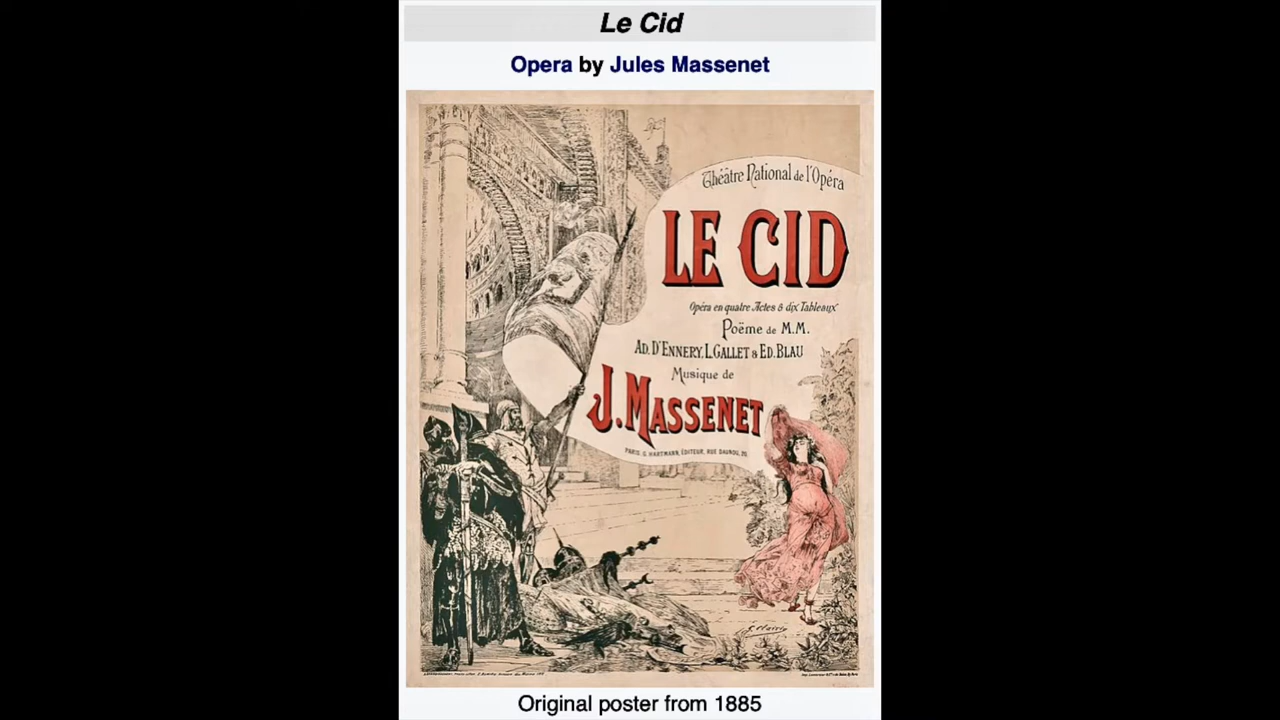 Le Cid
Opera by Jules Massenet
Théâtre National de l'Opéra
LE CID
Opéra en quatre Actes & dix Tableaux
Poëme de M.M.
AD. D'ENNERY. L. GALLET & ED. BLAU
Musique de
J. MASSENET
PARIS. G. HARTMANN, ÉDITEUR, RUE DAUNOU, 20.
Original poster from 1885